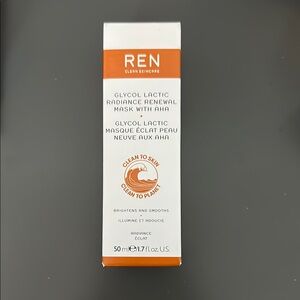 REN
CLEAN SKINCARE
GLYCOL LACTIC
RADIANCE RENEWAL
MASK WITH AHA
•
GLYCOL LACTIC
MASQUE ÉCLAT PEAU
NEUVE AUX AHA
CLEAN TO SKIN
CLEAN TO PLANET
BRIGHTENS AND SMOOTHS
•
ILLUMINE ET ADOUCIE
RADIANCE
ÉCLAT
50 ml ℮ 1.7 fl.oz. U.S.